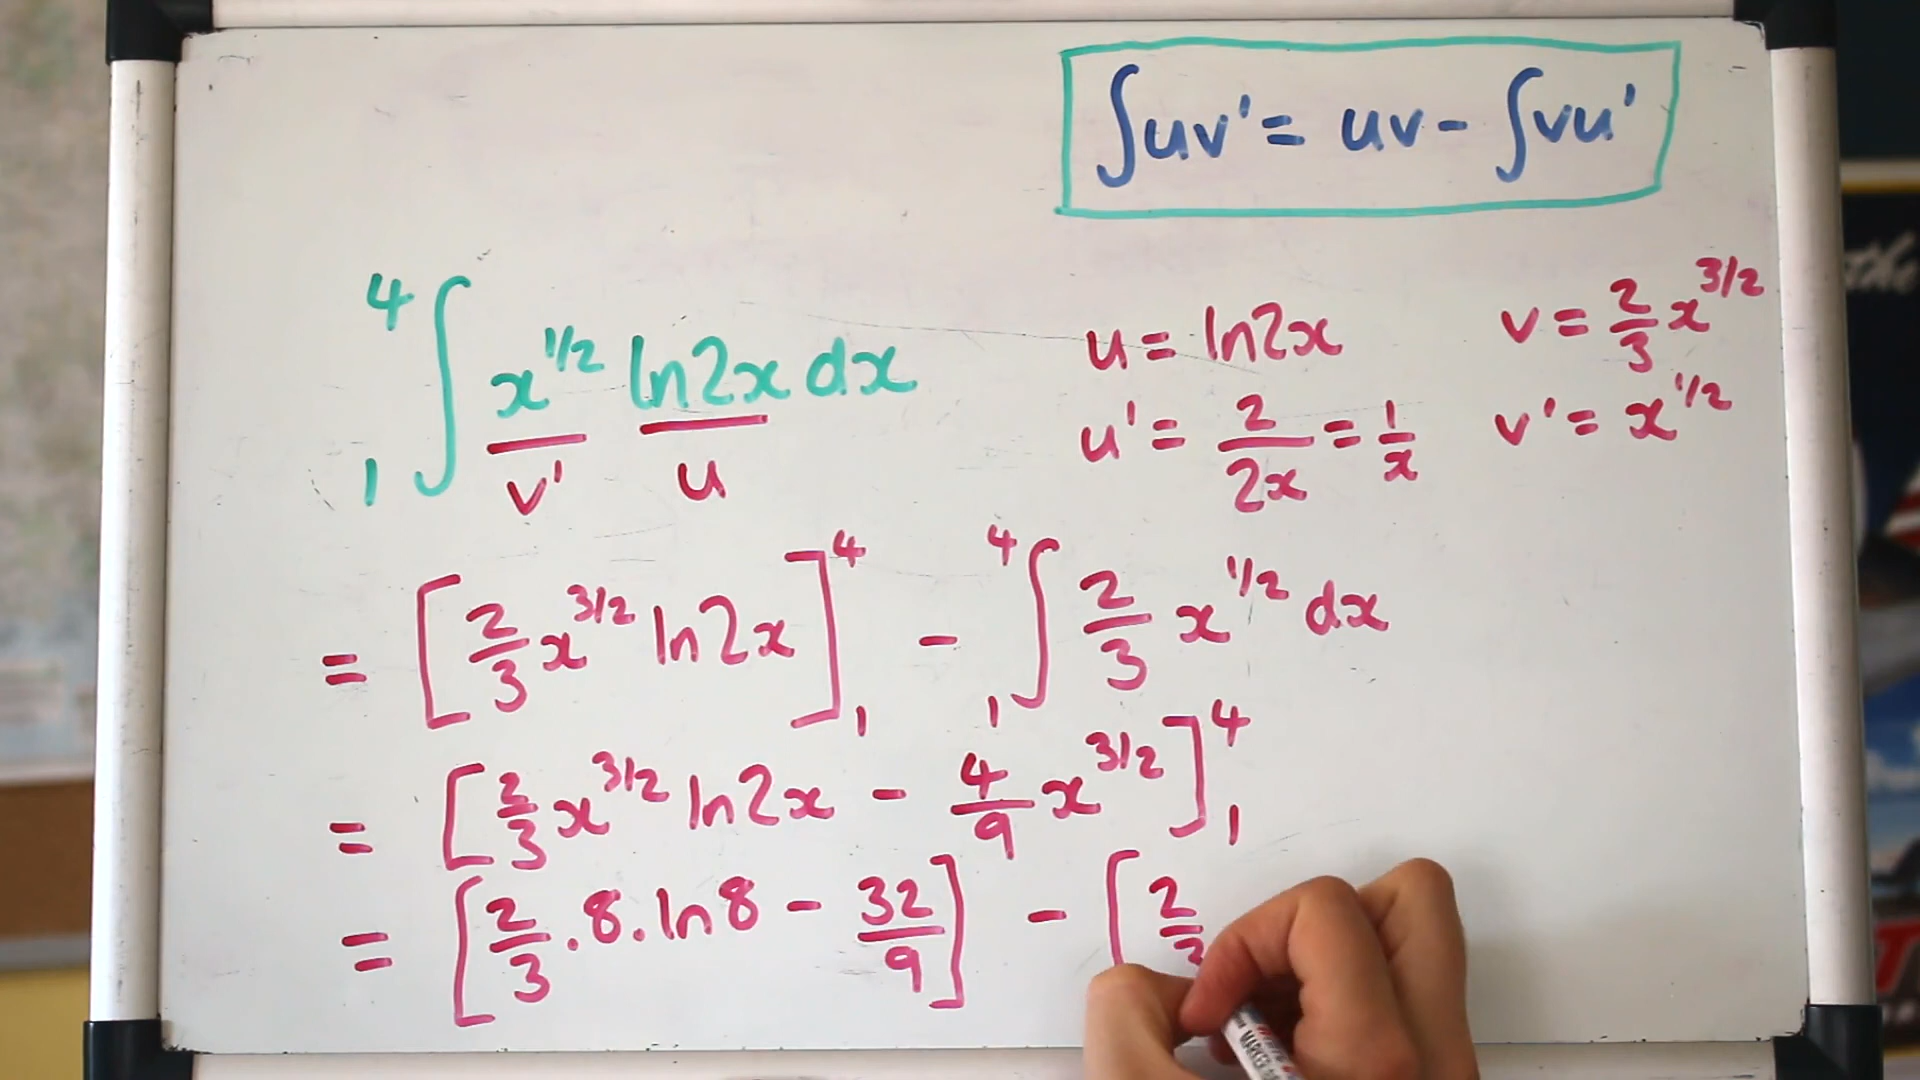 ∫uv' = uv - ∫vu'
4 ∫ 1 x^1/2 ln2x dx
v' u
u = ln2x v = 2/3 x^3/2
u' = 2/2x = 1/x v' = x^1/2
= [2/3 x^3/2 ln2x]4 1 - 4 ∫ 1 2/3 x^1/2 dx
= [2/3 x^3/2 ln2x - 4/9 x^3/2]4 1
= [2/3 . 8 . ln8 - 32/9] - [2
the
MARKER